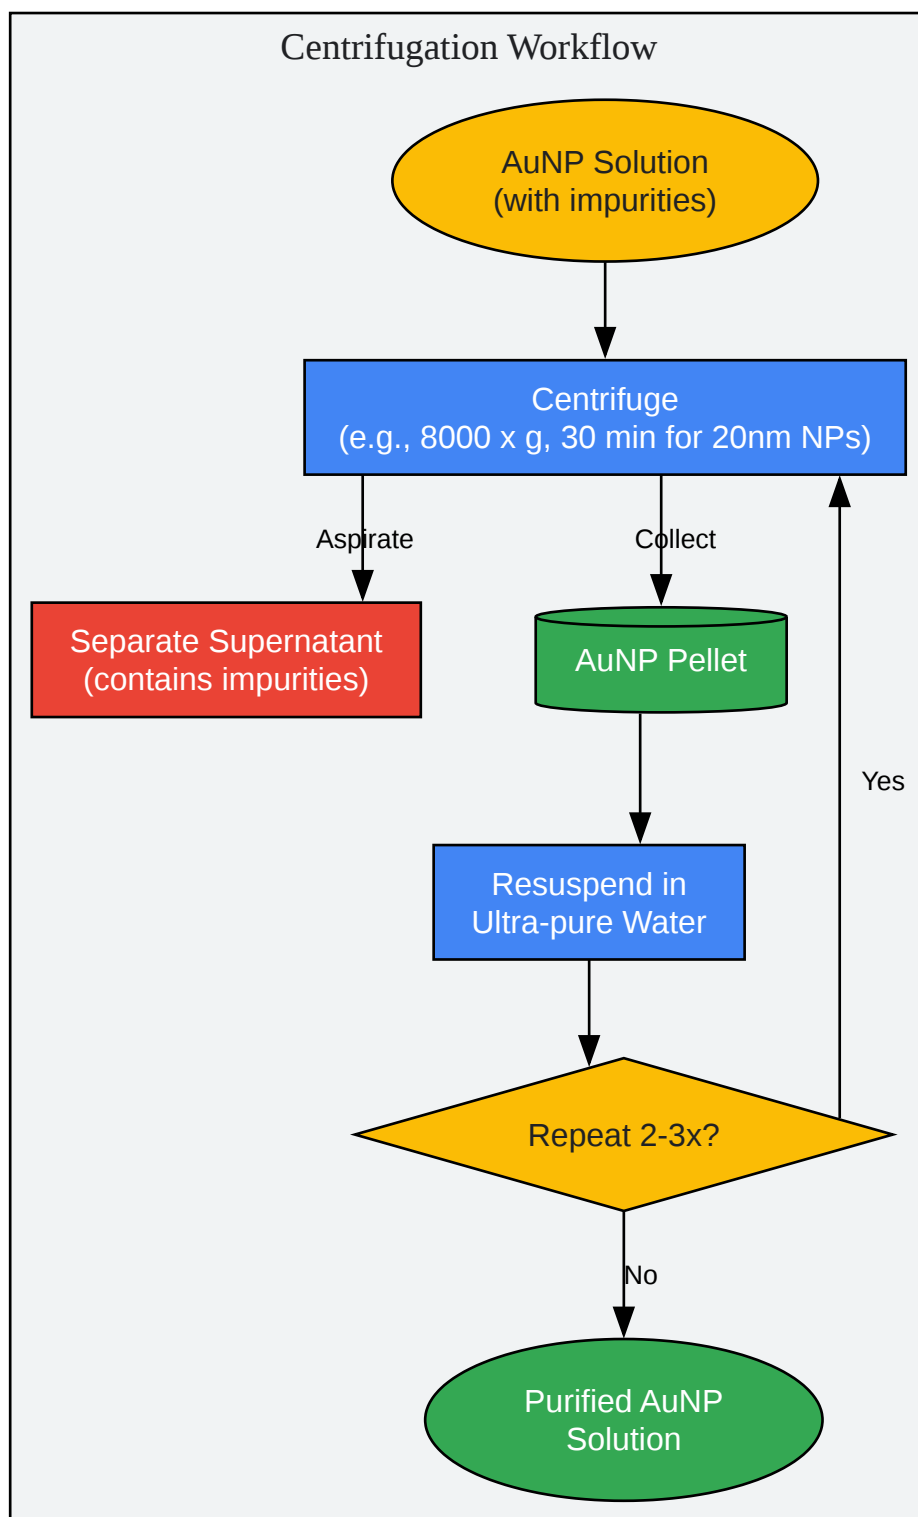 Centrifugation Workflow
AuNP Solution
(with impurities)
Centrifuge
(e.g., 8000 x g, 30 min for 20nm NPs)
Aspirate
Collect
Separate Supernatant
(contains impurities)
AuNP Pellet
Yes
Resuspend in
Ultra-pure Water
Repeat 2-3x?
No
Purified AuNP
Solution